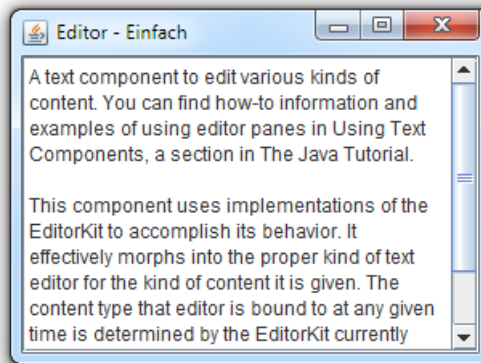 Editor - Einfach
A text component to edit various kinds of
content. You can find how-to information and
examples of using editor panes in Using Text
Components, a section in The Java Tutorial.
This component uses implementations of the
EditorKit to accomplish its behavior. It
effectively morphs into the proper kind of text
editor for the kind of content it is given. The
content type that editor is bound to at any given
time is determined by the EditorKit currently